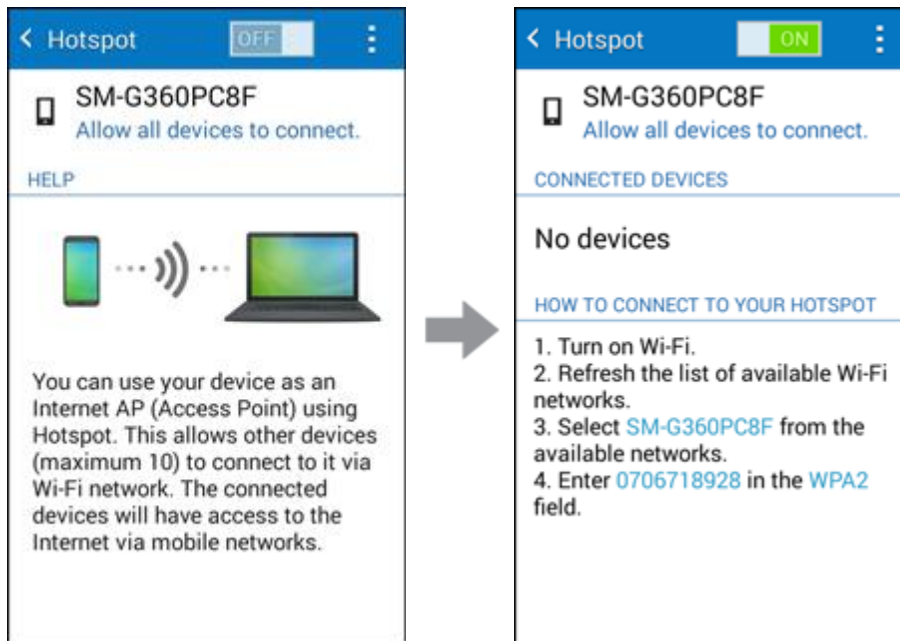 Hotspot
OFF
SM-G360PC8F
Allow all devices to connect.
HELP
You can use your device as an
Internet AP (Access Point) using
Hotspot. This allows other devices
(maximum 10) to connect to it via
Wi-Fi network. The connected
devices will have access to the
Internet via mobile networks.
Hotspot
ON
SM-G360PC8F
Allow all devices to connect.
CONNECTED DEVICES
No devices
HOW TO CONNECT TO YOUR HOTSPOT
1. Turn on Wi-Fi.
2. Refresh the list of available Wi-Fi
networks.
3. Select SM-G360PC8F from the
available networks.
4. Enter 0706718928 in the WPA2
field.